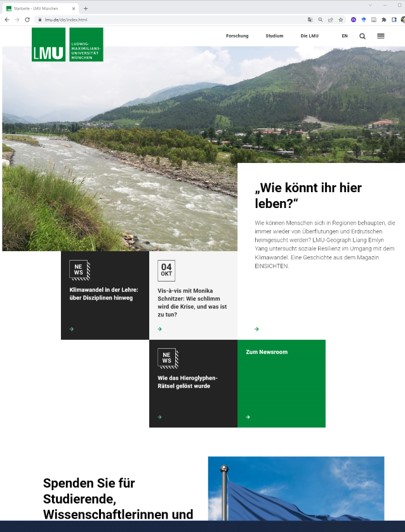 Startseite - LMU München
lmu.de/de/index.html
LMU
LUDWIG-
MAXIMILIANS-
UNIVERSITÄT
MÜNCHEN
Forschung
Studium
Die LMU
EN
„Wie könnt ihr hier
leben?“
Wie können Menschen sich in Regionen behaupten, die
immer wieder von Überflutungen und Erdrutschen
heimgesucht werden? LMU Geograph Liang Emlyn
Yang untersucht soziale Resilienz im Umgang mit dem
Klimawandel. Eine Geschichte aus dem Magazin
EINSICHTEN.
NE
WS
Klimawandel in der Lehre:
über Disziplinen hinweg
04
OKT
Vis-à-vis mit Monika
Schnitzer: Wie schlimm
wird die Krise, und was ist
zu tun?
NE
WS
Wie das Hieroglyphen-
Rätsel gelöst wurde
Zum Newsroom
Spenden Sie für
Studierende,
Wissenschaftlerinnen und